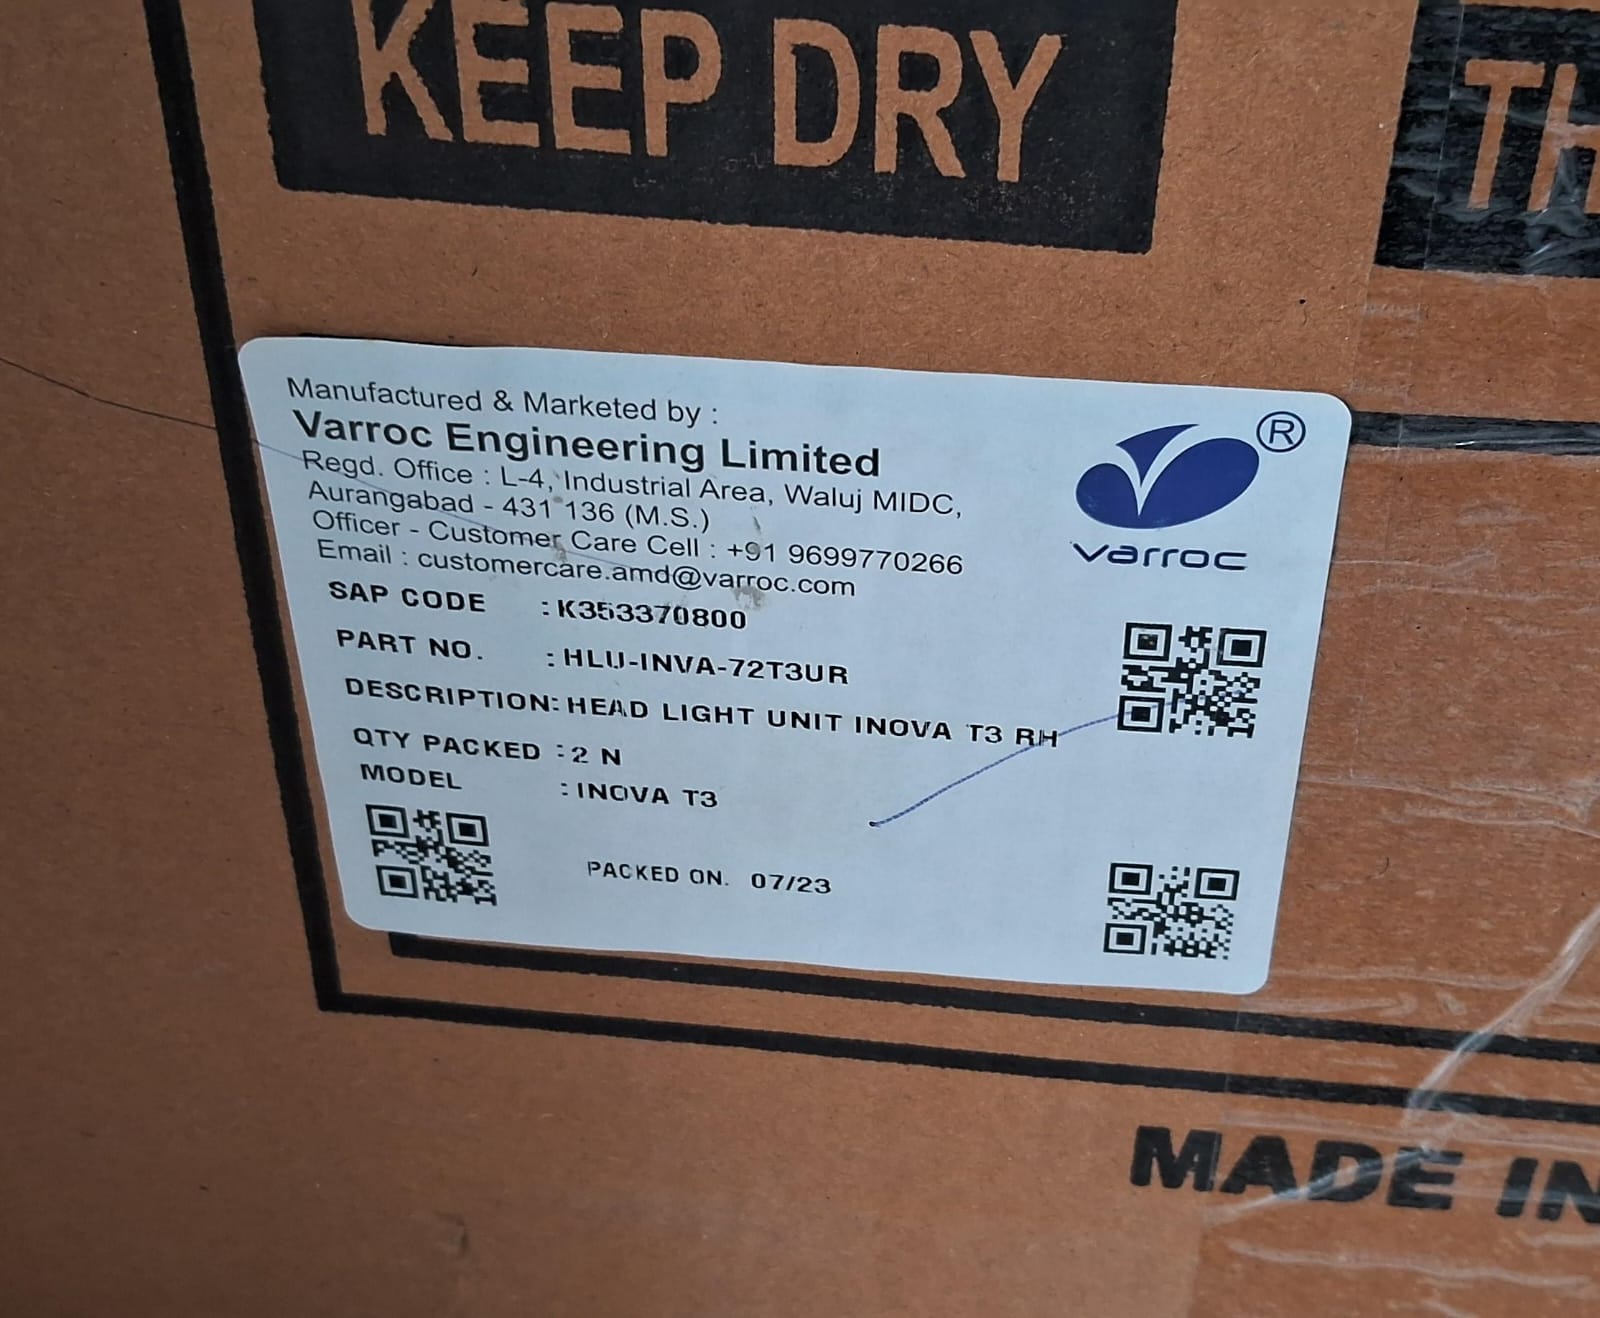 KEEP DRY
TH
Manufactured & Marketed by :
Varroc Engineering Limited
Regd. Office : L-4, Industrial Area, Waluj MIDC,
Aurangabad - 431 136 (M.S.)
Officer - Customer Care Cell : +91 9699770266
Email : customercare.amd@varroc.com
®
varroc
SAP CODE : K353370800
PART NO. : HLU-INVA-72T3UR
DESCRIPTION: HEAD LIGHT UNIT INOVA T3 RH
QTY PACKED : 2 N
MODEL : INOVA T3
PACKED ON. 07/23
MADE IN